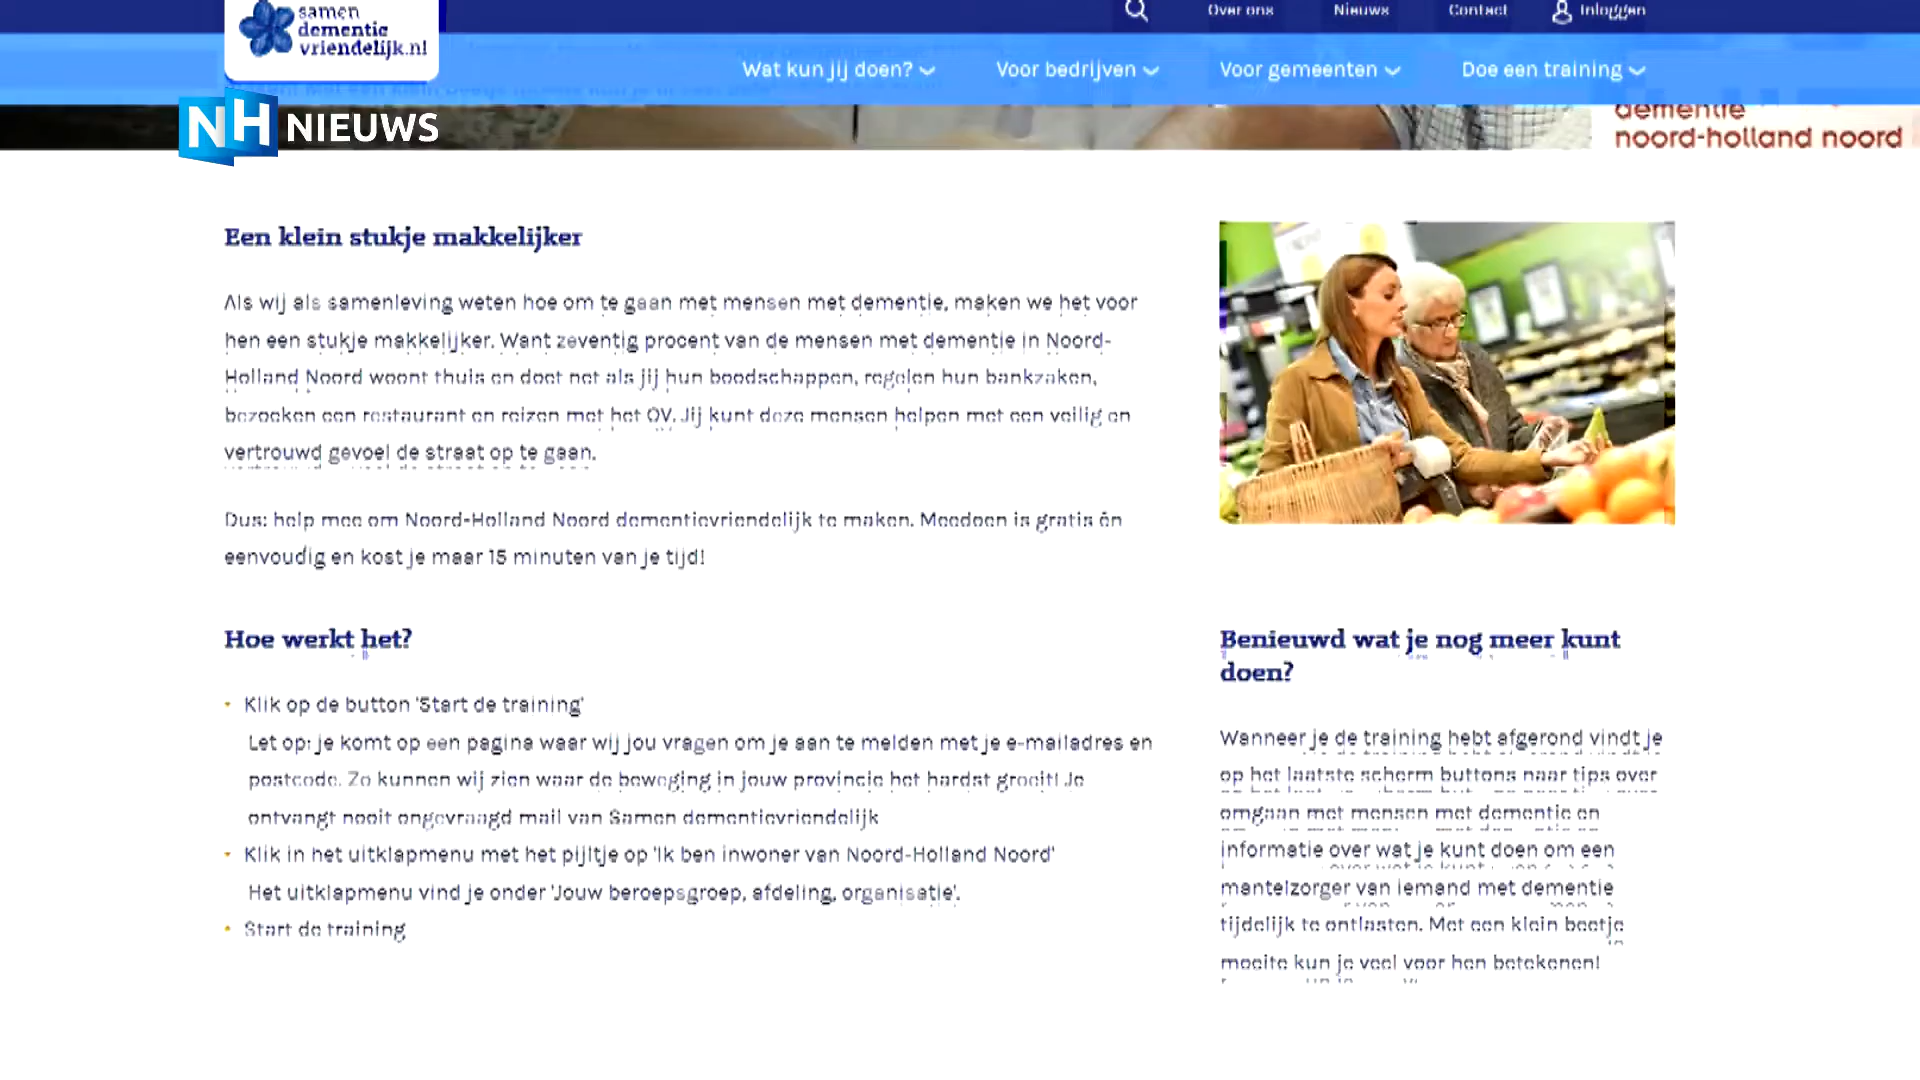 samen
dementie
vriendelijk.nl
Over ons
Nieuws
Contact
Inloggen
Wat kun jij doen?
Voor bedrijven
Voor gemeenten
Doe een training
NH NIEUWS
dementie
noord-holland noord
Een klein stukje makkelijker
Als wij als samenleving weten hoe om te gaan met mensen met dementie, maken we het voor
hen een stukje makkelijker. Want zeventig procent van de mensen met dementie in Noord-
Holland Noord woont thuis en doet net als jij hun boodschappen, regelen hun bankzaken,
bezoeken een restaurant en reizen met het OV. Jij kunt deze mensen helpen met een veilig en
vertrouwd gevoel de straat op te gaan.
Dus: help mee om Noord-Holland Noord dementievriendelijk te maken. Meedoen is gratis én
eenvoudig en kost je maar 15 minuten van je tijd!
Hoe werkt het?
Klik op de button 'Start de training'
Let op: je komt op een pagina waar wij jou vragen om je aan te melden met je e-mailadres en
postcode. Zo kunnen wij zien waar de beweging in jouw provincie het hardst groeit! Je
ontvangt nooit ongevraagd mail van Samen dementievriendelijk
Klik in het uitklapmenu met het pijltje op 'Ik ben inwoner van Noord-Holland Noord'
Het uitklapmenu vind je onder 'Jouw beroepsgroep, afdeling, organisatie'.
Start de training
Benieuwd wat je nog meer kunt
doen?
Wanneer je de training hebt afgerond vindt je
op het laatste scherm buttons naar tips over
omgaan met mensen met dementie en
informatie over wat je kunt doen om een
mantelzorger van iemand met dementie
tijdelijk te ontlasten. Met een klein beetje
moeite kun je veel voor hen betekenen!